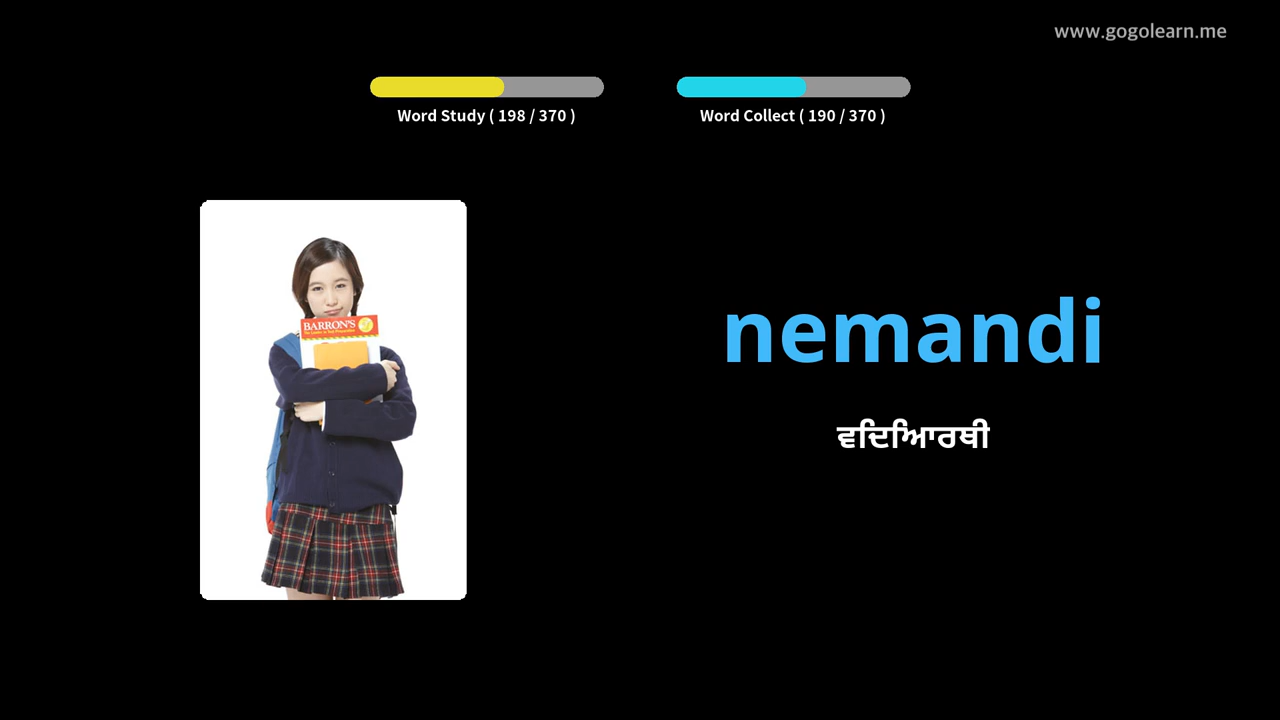 www.gogolearn.me
Word Study ( 198 / 370 )
Word Collect ( 190 / 370 )
BARRON'S
nemandi
ਵਿਦਿਆਰਥੀ